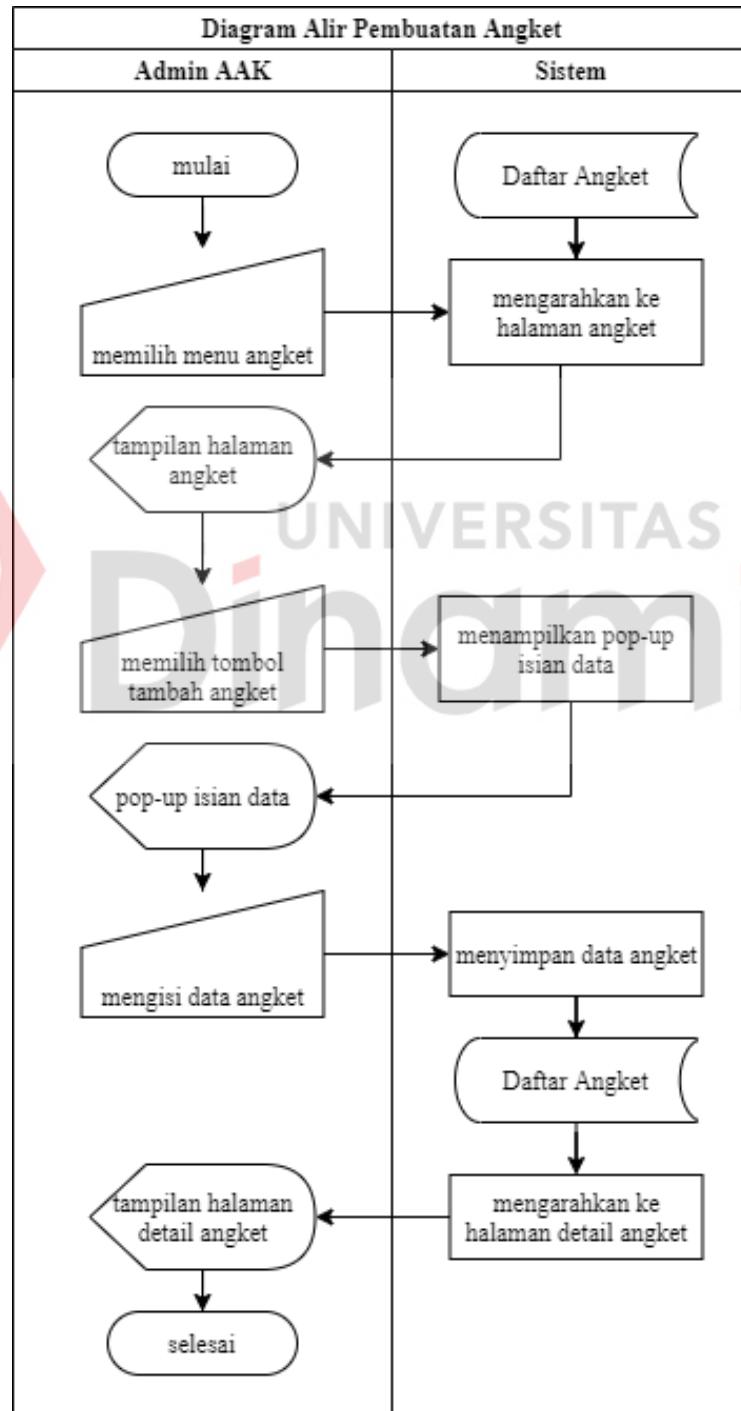 Diagram Alir Pembuatan Angket
Admin AAK
Sistem
mulai
Daftar Angket
memilih menu angket
mengarahkan ke
halaman angket
tampilan halaman
angket
UNIVERSITAS
Dinami
memilih tombol
tambah angket
menampilkan pop-up
isian data
pop-up isian data
mengisi data angket
menyimpan data angket
Daftar Angket
tampilan halaman
detail angket
mengarahkan ke
halaman detail angket
selesai